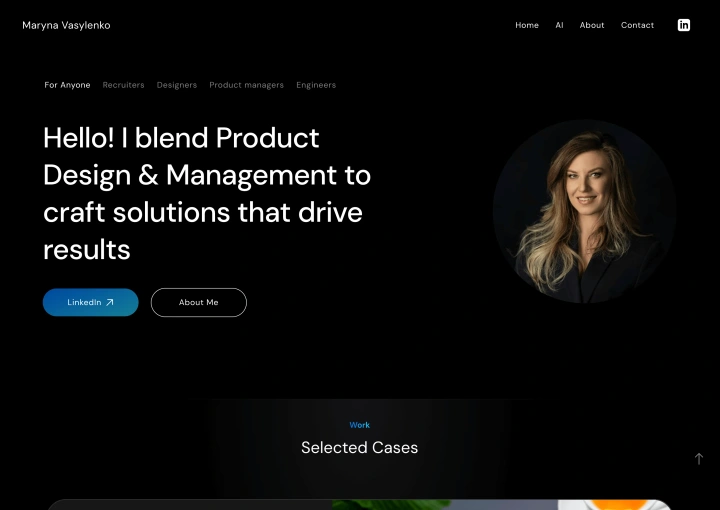 Maryna Vasylenko
Home AI About Contact in
For Anyone Recruiters Designers Product managers Engineers
Hello! I blend Product
Design & Management to
craft solutions that drive
results
LinkedIn About Me
Work
Selected Cases